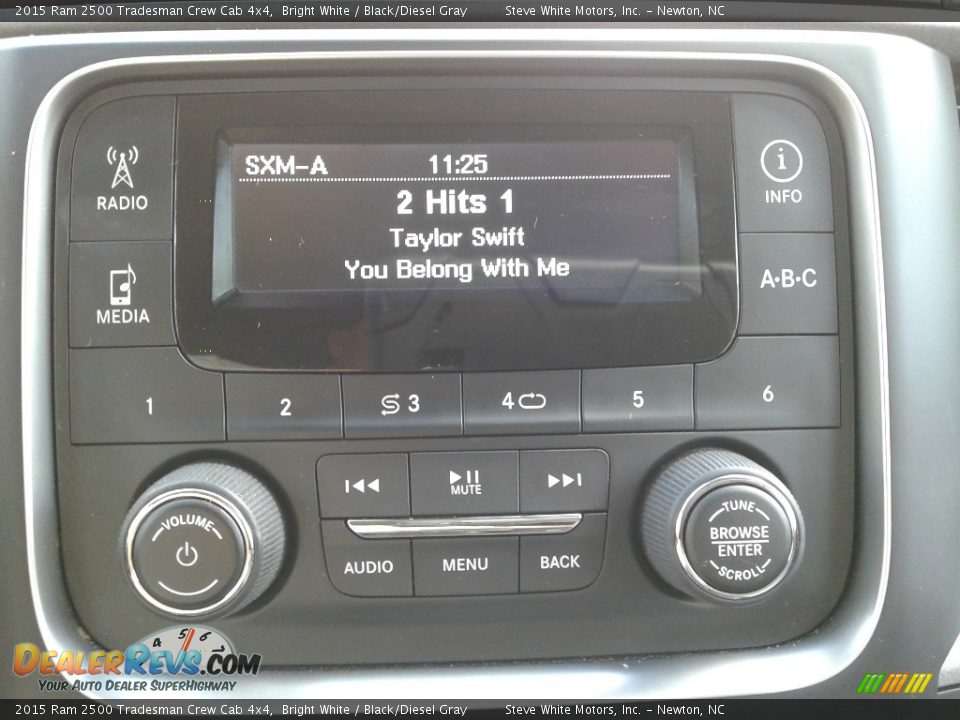 2015 Ram 2500 Tradesman Crew Cab 4x4, Bright White / Black/Diesel Gray Steve White Motors, Inc. – Newton, NC
RADIO
SXM-A 11:25
2 Hits 1
Taylor Swift
You Belong With Me
i
INFO
MEDIA
A·B·C
1 2 3 4 5 6
MUTE
VOLUME
AUDIO MENU BACK
TUNE
BROWSE
ENTER
SCROLL
4 5 6
DEALERREVS.COM
YOUR AUTO DEALER SUPERHIGHWAY
2015 Ram 2500 Tradesman Crew Cab 4x4, Bright White / Black/Diesel Gray Steve White Motors, Inc. – Newton, NC